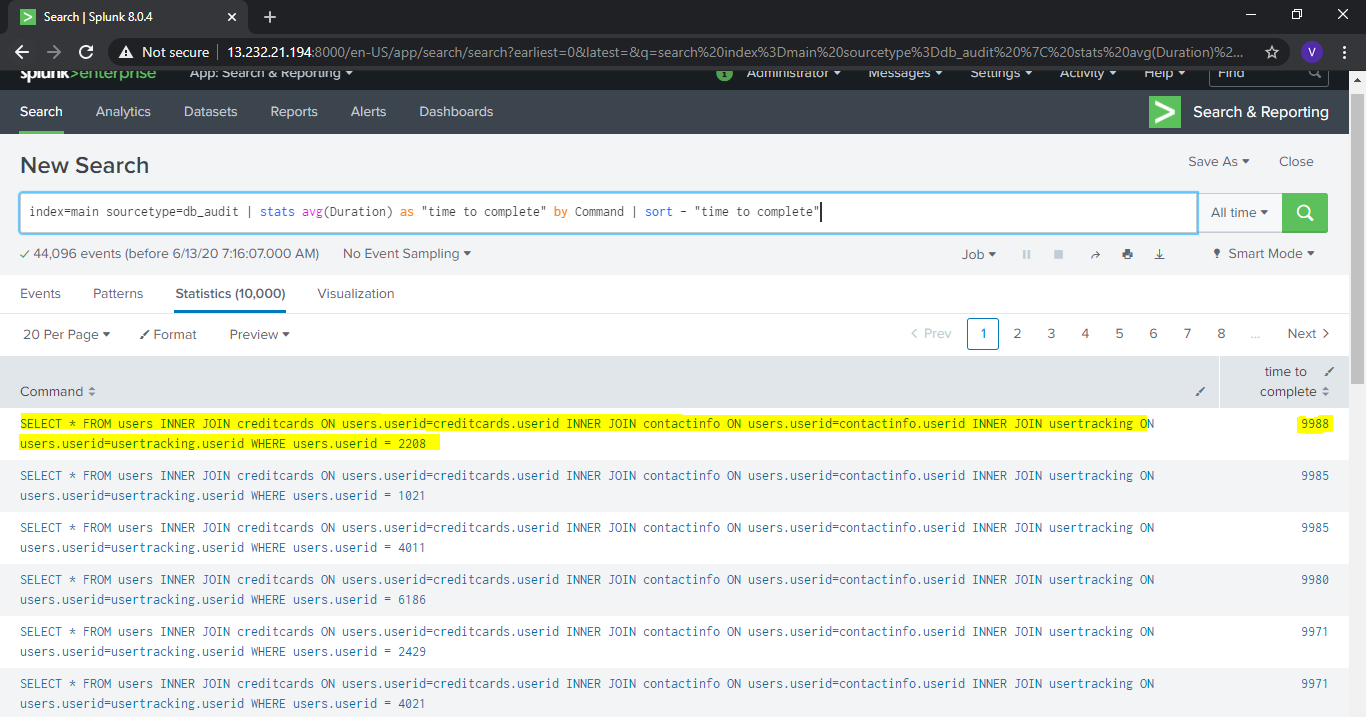 Search | Splunk 8.0.4
Not secure | 13.232.21.194:8000/en-US/app/search/search?earliest=0&latest=&q=search%20index%3Dmain%20sourcetype%3Ddb_audit%20%7C%20stats%20avg(Duration)%2...
V
splunk>enterprise App: Search & Reporting 1 Administrator Messages Settings Activity Help Find
Search Analytics Datasets Reports Alerts Dashboards > Search & Reporting
New Search Save As Close
index=main sourcetype=db_audit | stats avg(Duration) as "time to complete" by Command | sort - "time to complete" All time
44,096 events (before 6/13/20 7:16:07.000 AM) No Event Sampling Job Smart Mode
Events Patterns Statistics (10,000) Visualization
20 Per Page Format Preview < Prev 1 2 3 4 5 6 7 8 ... Next >
time to
Command complete
SELECT * FROM users INNER JOIN creditcards ON users.userid=creditcards.userid INNER JOIN contactinfo ON users.userid=contactinfo.userid INNER JOIN usertracking ON 9988
users.userid=usertracking.userid WHERE users.userid = 2208
SELECT * FROM users INNER JOIN creditcards ON users.userid=creditcards.userid INNER JOIN contactinfo ON users.userid=contactinfo.userid INNER JOIN usertracking ON 9985
users.userid=usertracking.userid WHERE users.userid = 1021
SELECT * FROM users INNER JOIN creditcards ON users.userid=creditcards.userid INNER JOIN contactinfo ON users.userid=contactinfo.userid INNER JOIN usertracking ON 9985
users.userid=usertracking.userid WHERE users.userid = 4011
SELECT * FROM users INNER JOIN creditcards ON users.userid=creditcards.userid INNER JOIN contactinfo ON users.userid=contactinfo.userid INNER JOIN usertracking ON 9980
users.userid=usertracking.userid WHERE users.userid = 6186
SELECT * FROM users INNER JOIN creditcards ON users.userid=creditcards.userid INNER JOIN contactinfo ON users.userid=contactinfo.userid INNER JOIN usertracking ON 9971
users.userid=usertracking.userid WHERE users.userid = 2429
SELECT * FROM users INNER JOIN creditcards ON users.userid=creditcards.userid INNER JOIN contactinfo ON users.userid=contactinfo.userid INNER JOIN usertracking ON 9971
users.userid=usertracking.userid WHERE users.userid = 4021